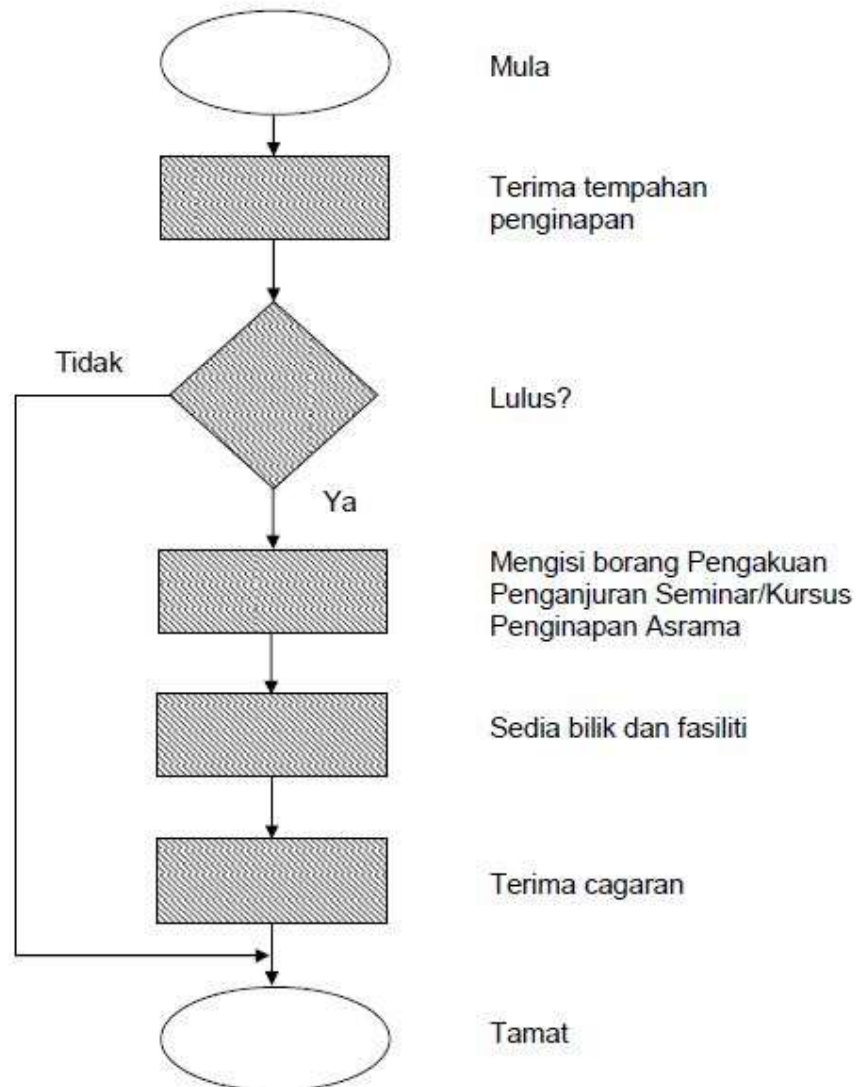 Mula
Terima tempahan
penginapan
Tidak
Lulus?
Ya
Mengisi borang Pengakuan
Penganjuran Seminar/Kursus
Penginapan Asrama
Sedia bilik dan fasiliti
Terima cagaran
Tamat